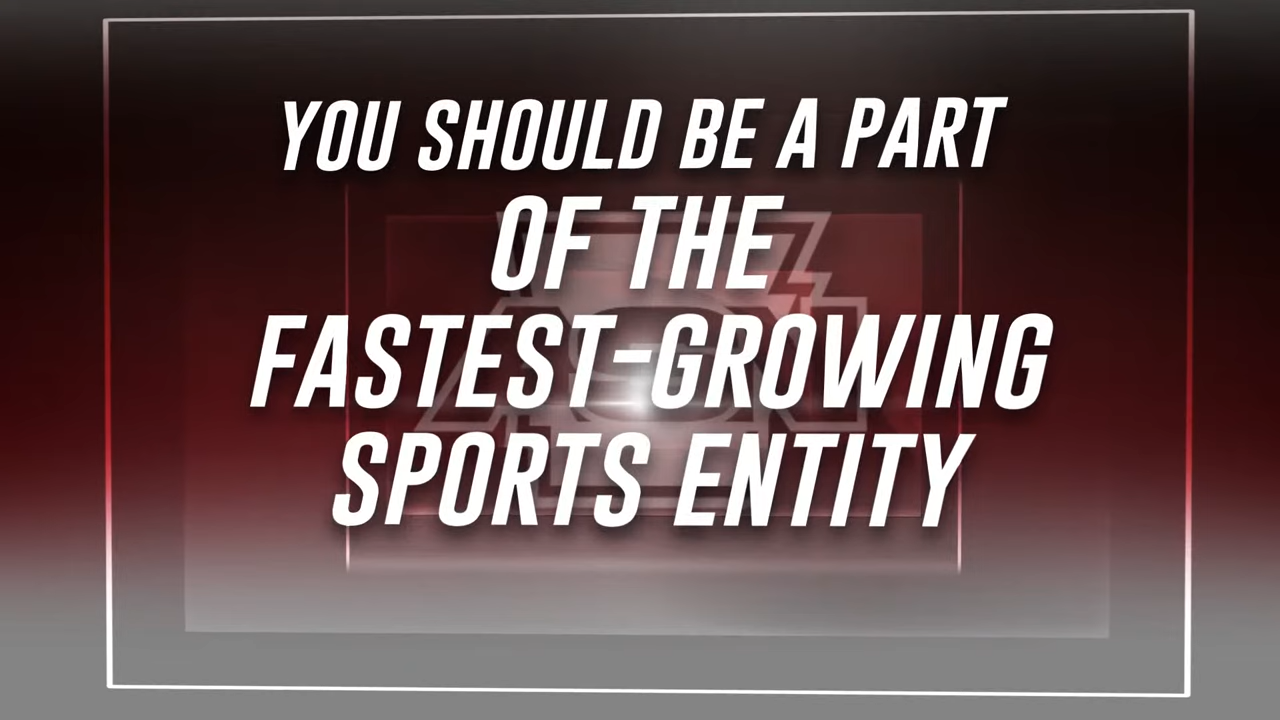 YOU SHOULD BE A PART
OF THE
FASTEST-GROWING
SPORTS ENTITY